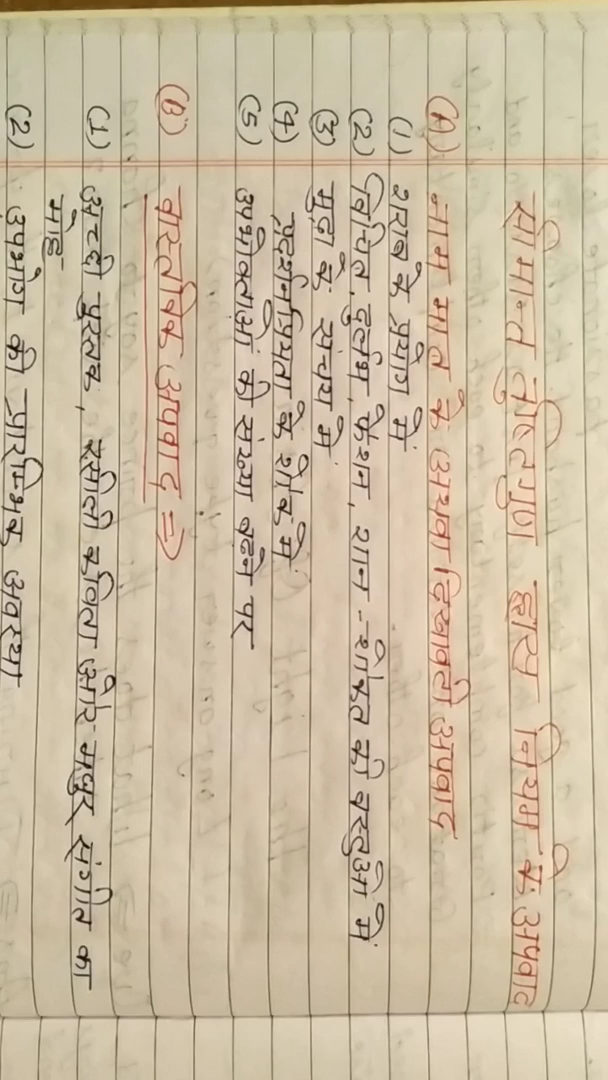 सीमान्त तुष्टिगुण ह्रास नियम के अपवाद
(A) नाम मात्र के अथवा दिखावटी अपवाद
(1) शराब के प्रयोग में
(2) विचित्र, दुर्लभ, फैशन, शान-शौकत की वस्तुओं में
(3) मुद्रा के संचय में
(4) प्रदर्शनप्रियता के शौक में
(5) उपभोक्ताओं की संख्या बढने पर
(B) वास्तविक अपवाद ⇒
(1) अच्छी पुस्तक, रसीली कविता और मधुर संगीत का
मोह
(2) उपभोग की प्रारम्भिक अवस्था